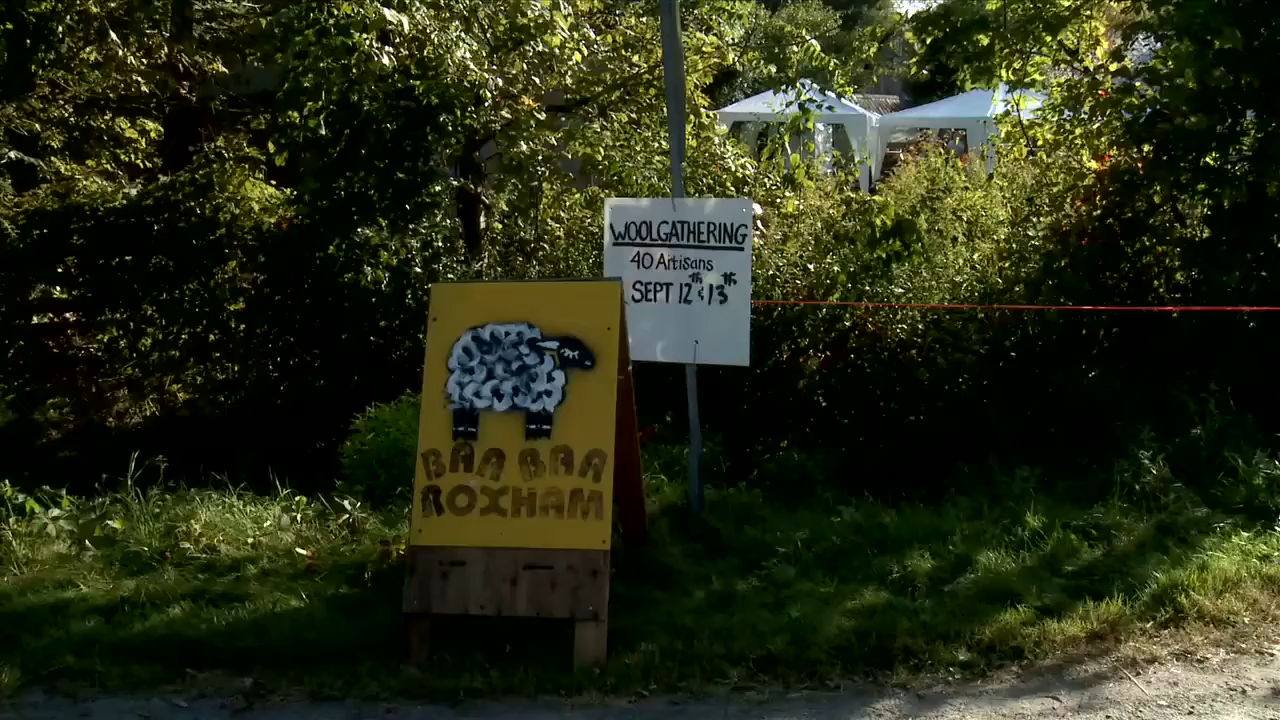 WOOLGATHERING
40 Artisans
SEPT 12th & 13th
BAA BAA
ROXHAM